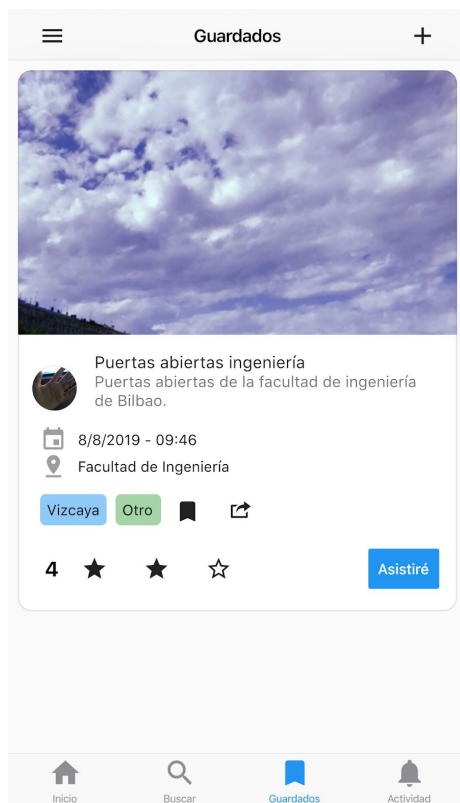 Guardados
Puertas abiertas ingeniería
Puertas abiertas de la facultad de ingeniería
de Bilbao.
8/8/2019 - 09:46
Facultad de Ingeniería
Vizcaya Otro
4 Asistiré
Inicio Buscar Guardados Actividad